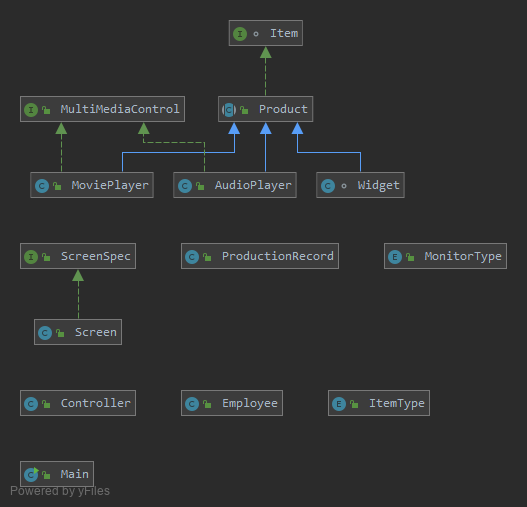 I Item
I MultiMediaControl
C Product
C MoviePlayer
C AudioPlayer
C Widget
I ScreenSpec
C ProductionRecord
E MonitorType
C Screen
C Controller
C Employee
E ItemType
C Main
Powered by yFiles